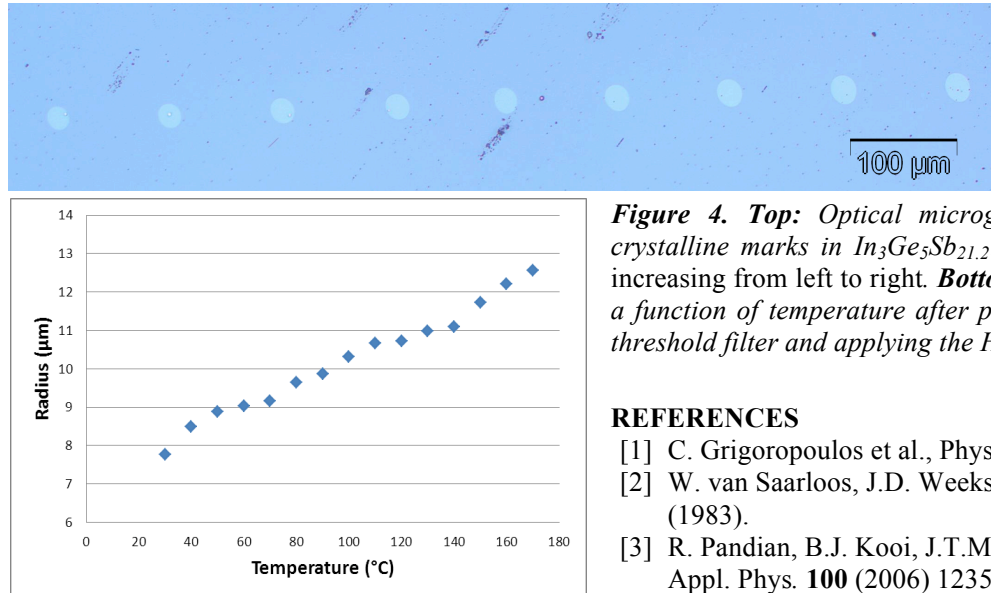 100 µm
14
13
12
11
10
9
8
7
6
Radius (µm)
0 20 40 60 80 100 120 140 160 180
Temperature (°C)
Figure 4. Top: Optical microg
crystalline marks in In3Ge5Sb21.2
increasing from left to right. Botto
a function of temperature after p
threshold filter and applying the H
REFERENCES
[1] C. Grigoropoulos et al., Phys
[2] W. van Saarloos, J.D. Weeks
(1983).
[3] R. Pandian, B.J. Kooi, J.T.M
Appl. Phys. 100 (2006) 1235